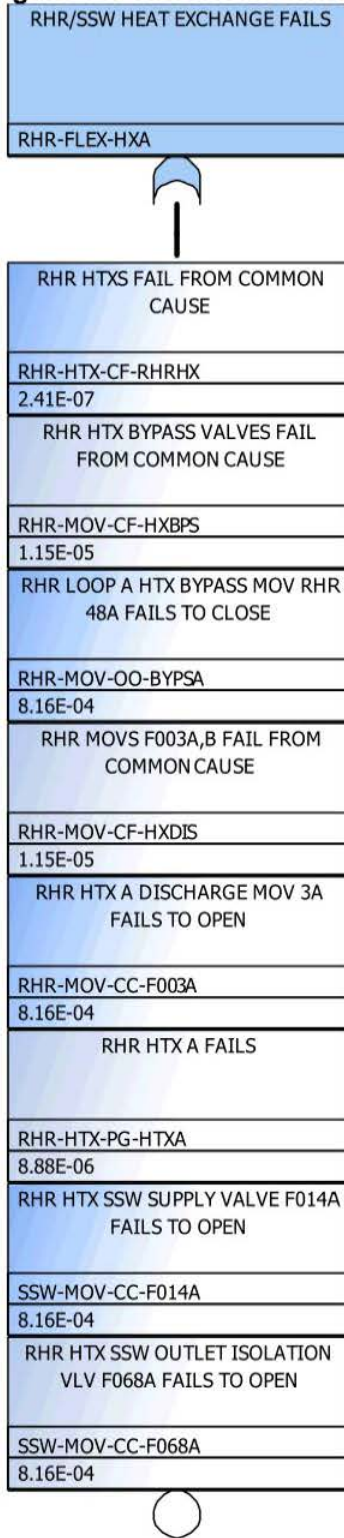 RHR/SSW HEAT EXCHANGE FAILS
RHR-FLEX-HXA
RHR HTXS FAIL FROM COMMON
CAUSE
RHR-HTX-CF-RHRHX
2.41E-07
RHR HTX BYPASS VALVES FAIL
FROM COMMON CAUSE
RHR-MOV-CF-HXBPS
1.15E-05
RHR LOOP A HTX BYPASS MOV RHR
48A FAILS TO CLOSE
RHR-MOV-OO-BYPSA
8.16E-04
RHR MOVS F003A,B FAIL FROM
COMMON CAUSE
RHR-MOV-CF-HXDIS
1.15E-05
RHR HTX A DISCHARGE MOV 3A
FAILS TO OPEN
RHR-MOV-CC-F003A
8.16E-04
RHR HTX A FAILS
RHR-HTX-PG-HTXA
8.88E-06
RHR HTX SSW SUPPLY VALVE F014A
FAILS TO OPEN
SSW-MOV-CC-F014A
8.16E-04
RHR HTX SSW OUTLET ISOLATION
VLV F068A FAILS TO OPEN
SSW-MOV-CC-F068A
8.16E-04